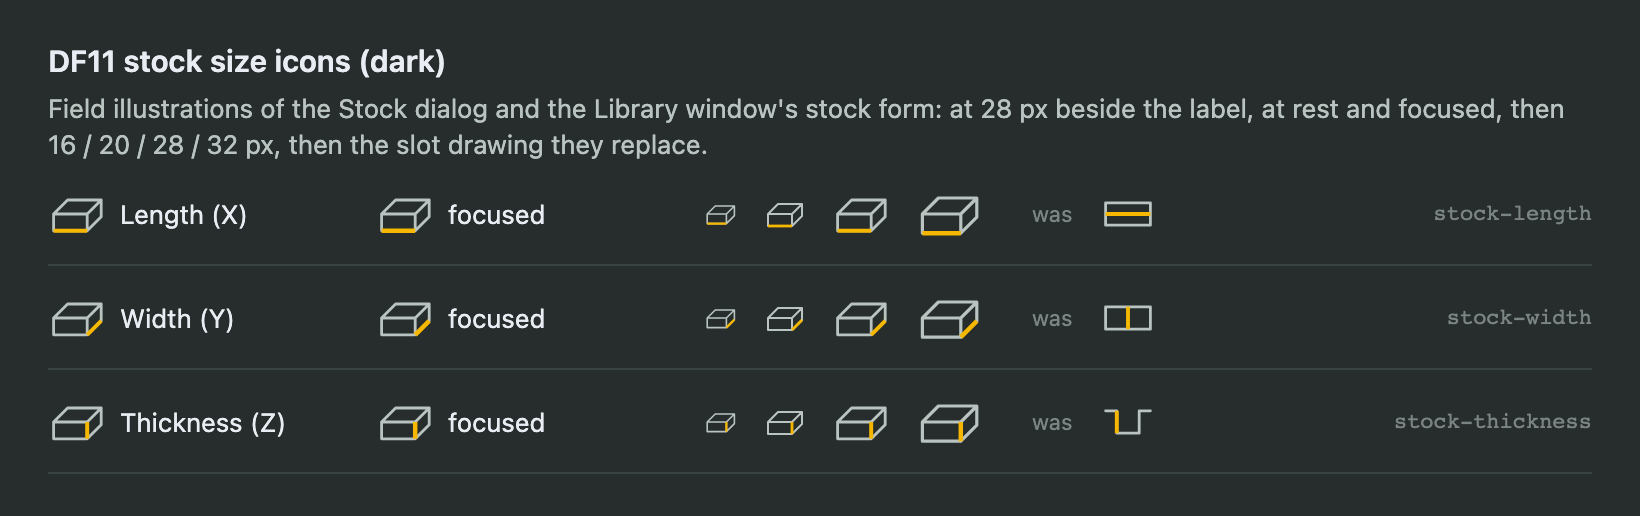 DF11 stock size icons (dark)
Field illustrations of the Stock dialog and the Library window's stock form: at 28 px beside the label, at rest and focused, then
16 / 20 / 28 / 32 px, then the slot drawing they replace.
Length (X) focused was stock-length
Width (Y) focused was stock-width
Thickness (Z) focused was stock-thickness